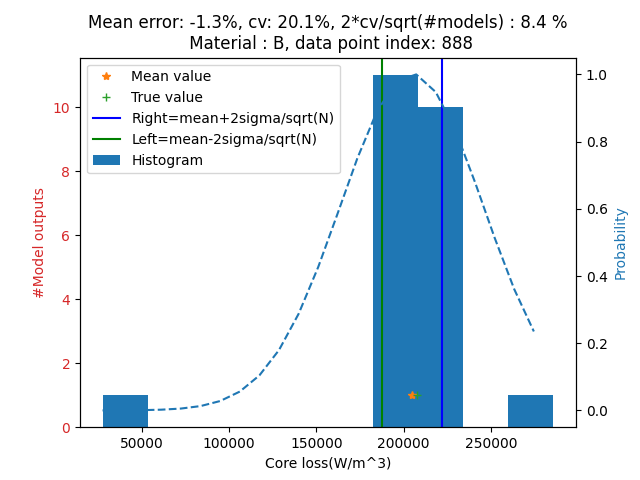 Mean error: -1.3%, cv: 20.1%, 2*cv/sqrt(#models) : 8.4 %
Material : B, data point index: 888
Mean value
True value
Right=mean+2sigma/sqrt(N)
Left=mean-2sigma/sqrt(N)
Histogram
#Model outputs
10
8
6
4
2
0
1.0
0.8
0.6
0.4
0.2
0.0
Probability
50000 100000 150000 200000 250000
Core loss(W/m^3)